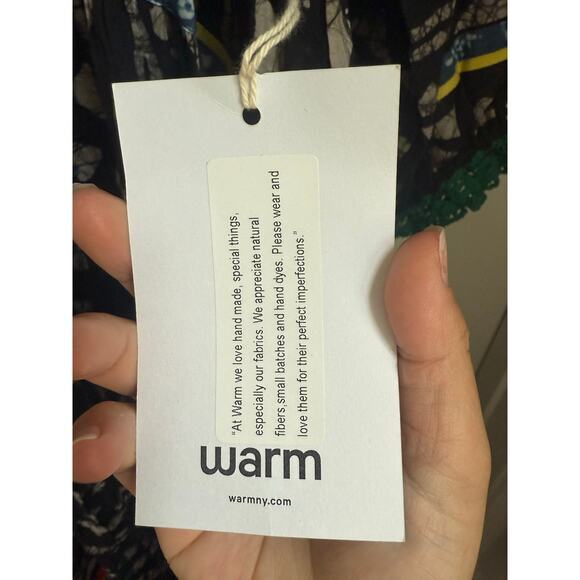 "At Warm we love hand made, special things,
especially our fabrics. We appreciate natural
fibers,small batches and hand dyes. Please wear and
love them for their perfect imperfections."
warm
warmny.com